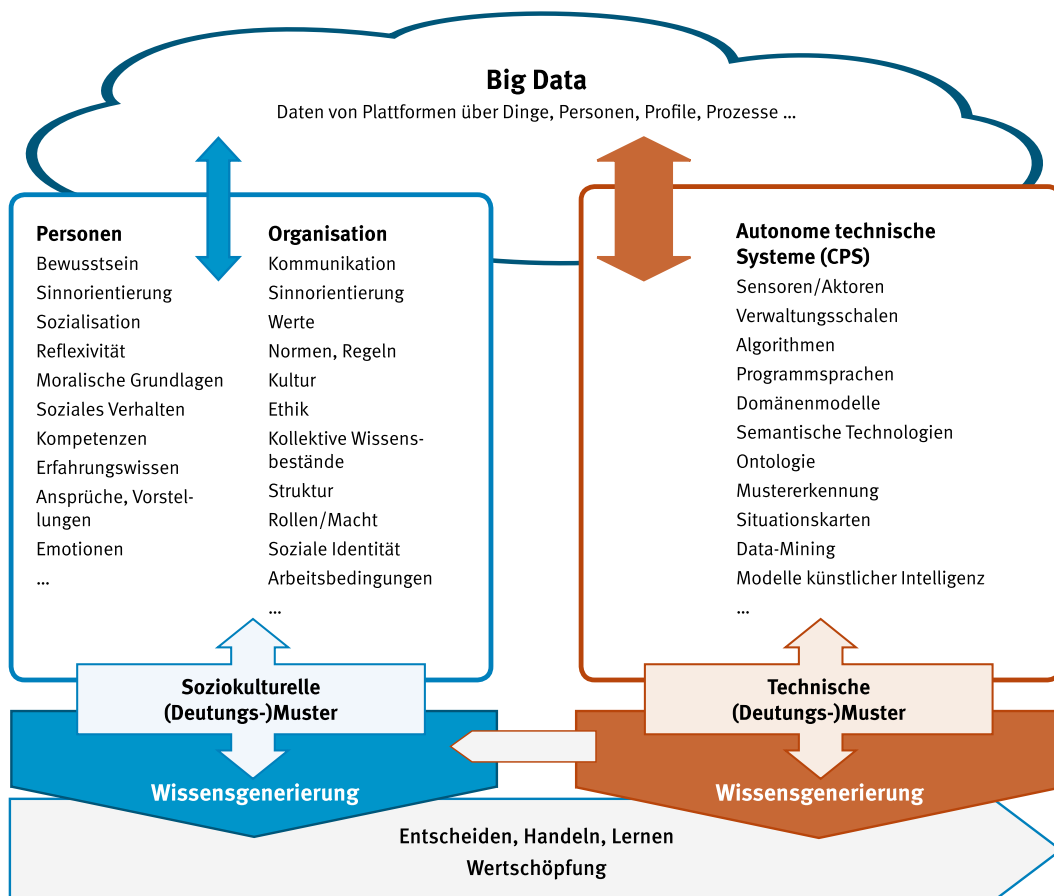 Big Data
Daten von Plattformen über Dinge, Personen, Profile, Prozesse ...
Personen
Bewusstsein
Sinnorientierung
Sozialisation
Reflexivität
Moralische Grundlagen
Soziales Verhalten
Kompetenzen
Erfahrungswissen
Ansprüche, Vorstel-
lungen
Emotionen
...
Organisation
Kommunikation
Sinnorientierung
Werte
Normen, Regeln
Kultur
Ethik
Kollektive Wissens-
bestände
Struktur
Rollen/Macht
Soziale Identität
Arbeitsbedingungen
...
Autonome technische
Systeme (CPS)
Sensoren/Aktoren
Verwaltungsschalen
Algorithmen
Programmsprachen
Domänenmodelle
Semantische Technologien
Ontologie
Mustererkennung
Situationskarten
Data-Mining
Modelle künstlicher Intelligenz
...
Soziokulturelle
(Deutungs-)Muster
Technische
(Deutungs-)Muster
Wissensgenerierung
Wissensgenerierung
Entscheiden, Handeln, Lernen
Wertschöpfung